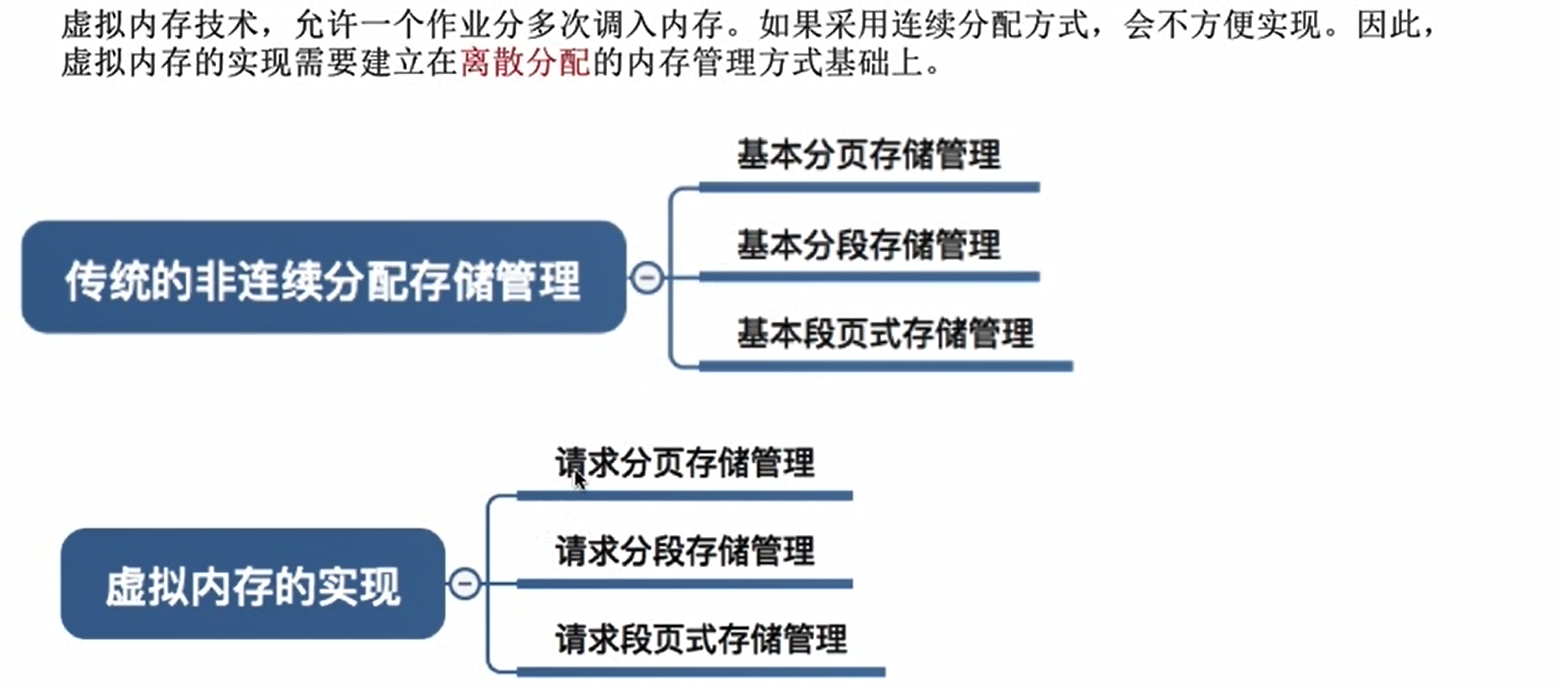 虚拟内存技术，允许一个作业分多次调入内存。如果采用连续分配方式，会不方便实现。因此，
虚拟内存的实现需要建立在离散分配的内存管理方式基础上。
基本分页存储管理
基本分段存储管理
传统的非连续分配存储管理
基本段页式存储管理
请求分页存储管理
请求分段存储管理
虚拟内存的实现
请求段页式存储管理